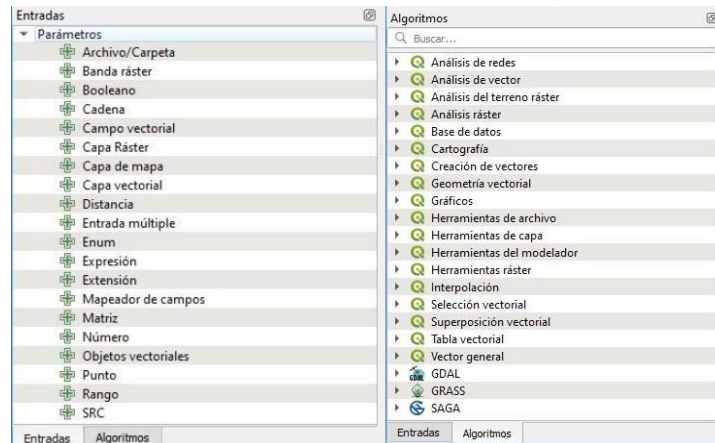 Entradas
Parámetros
Archivo/Carpeta
Banda ráster
Booleano
Cadena
Campo vectorial
Capa Ráster
Capa de mapa
Capa vectorial
Distancia
Entrada múltiple
Enum
Expresión
Extensión
Mapeador de campos
Matriz
Número
Objetos vectoriales
Punto
Rango
SRC
Entradas Algoritmos
Algoritmos
Buscar...
Análisis de redes
Análisis de vector
Análisis del terreno ráster
Análisis ráster
Base de datos
Cartografía
Creación de vectores
Geometría vectorial
Gráficos
Herramientas de archivo
Herramientas de capa
Herramientas del modelador
Herramientas ráster
Interpolación
Selección vectorial
Superposición vectorial
Tabla vectorial
Vector general
GDAL
GRASS
SAGA
Entradas Algoritmos